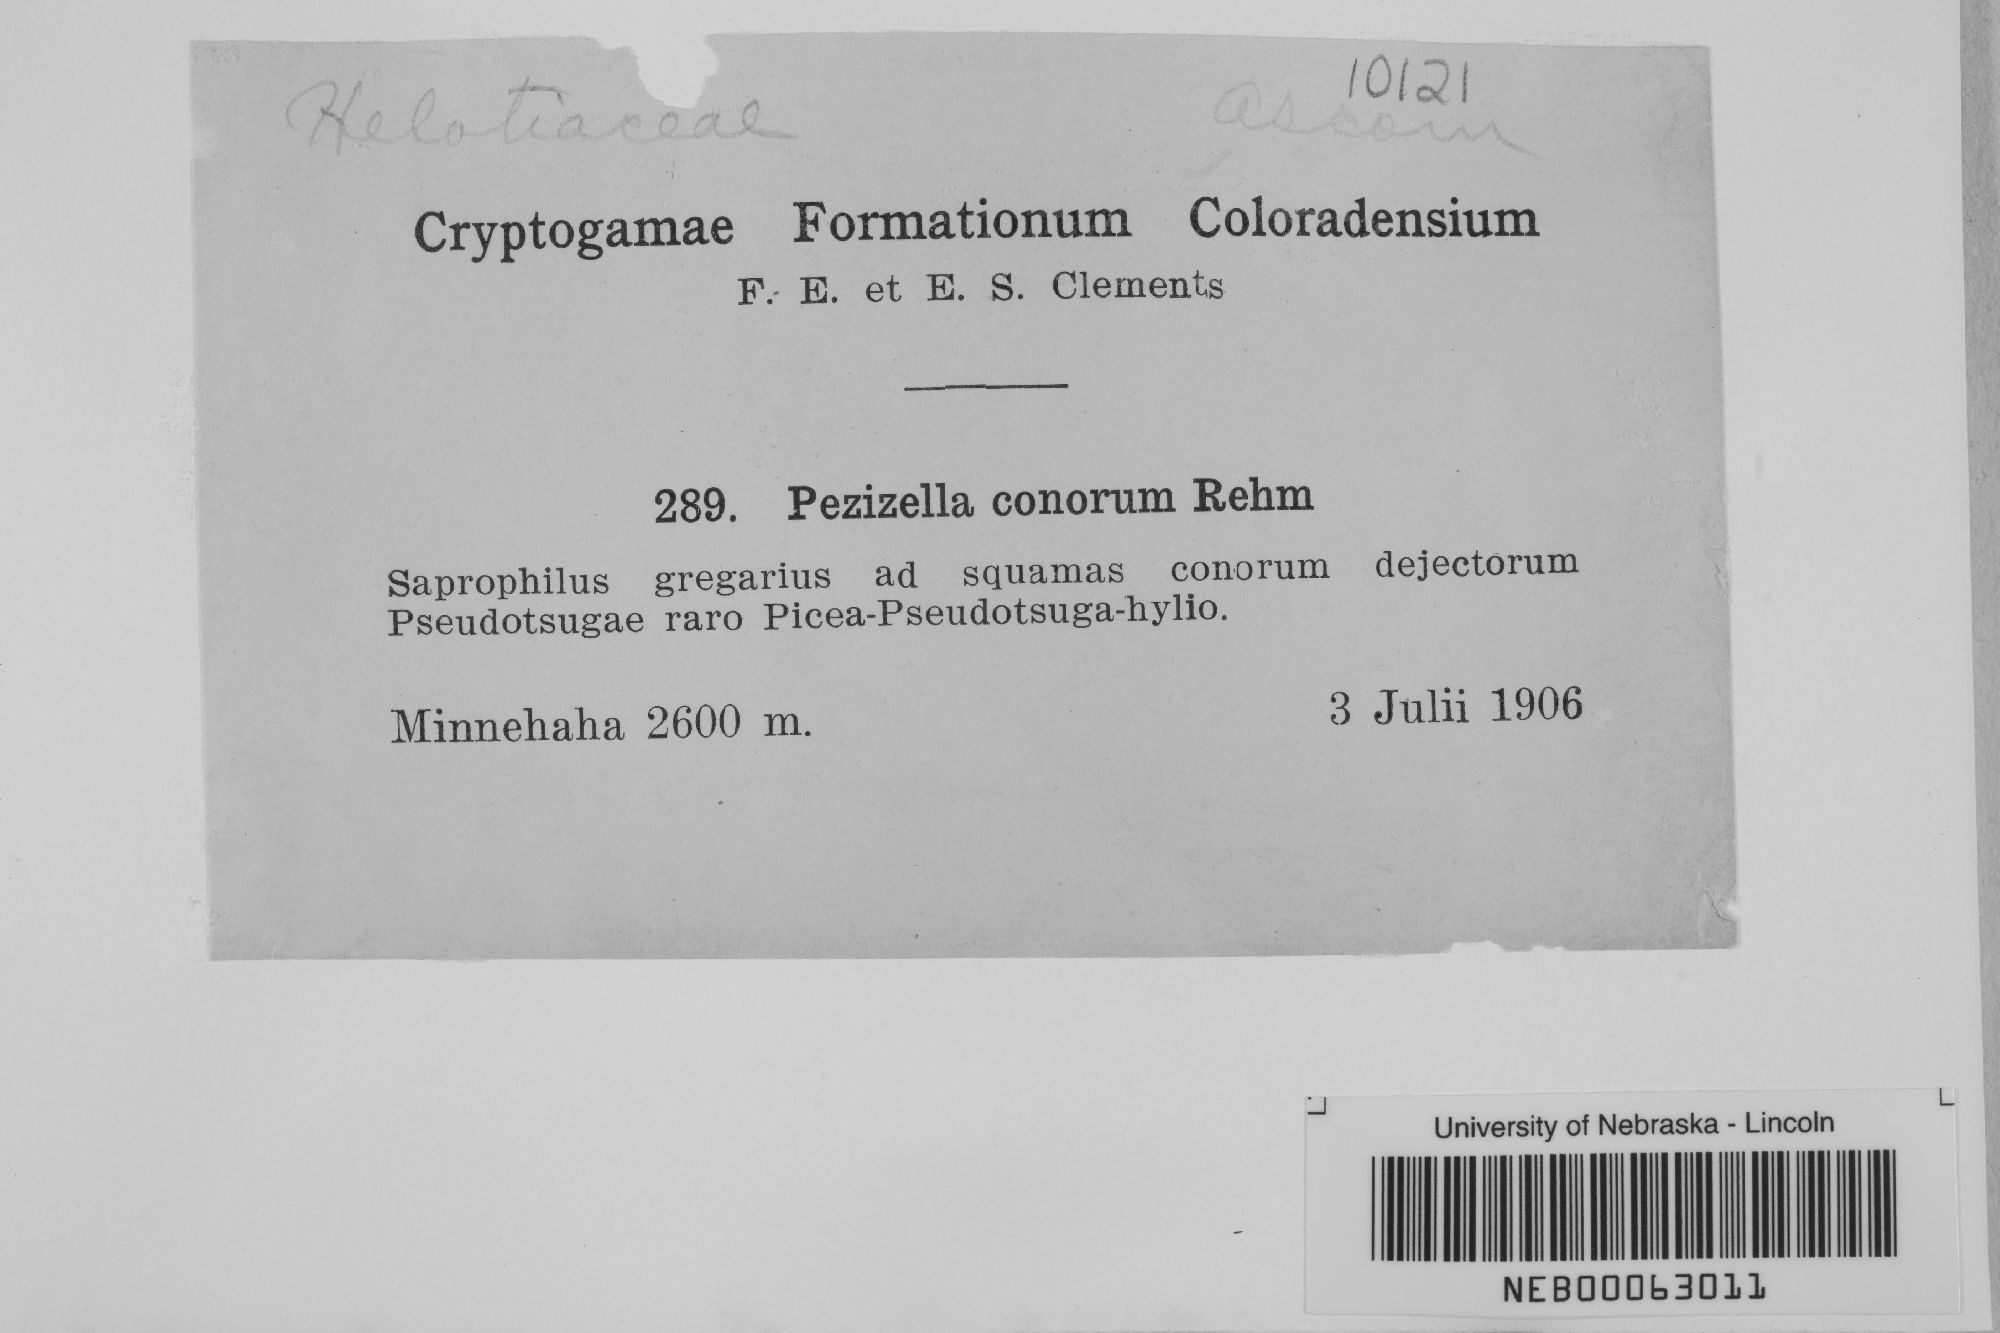 10121
Helotiaceae Ascom
Cryptogamae Formationum Coloradensium
F. E. et E. S. Clements
289. Pezizella conorum Rehm
Saprophilus gregarius ad squamas conorum dejectorum
Pseudotsugae raro Picea-Pseudotsuga-hylio.
Minnehaha 2600 m. 3 Julii 1906
University of Nebraska - Lincoln
NEB00063011